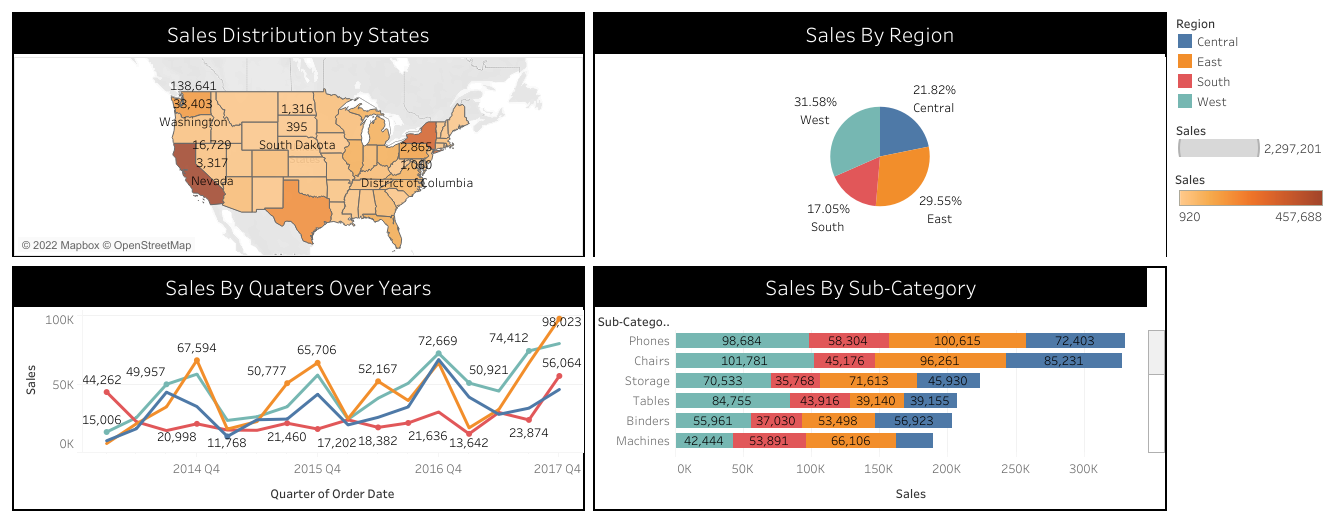 Sales Distribution by States
138,641
33,403
Washington
1,316
395
South Dakota
16,729
3,317
Nevada
2,865
1,060
District of Columbia
© 2022 Mapbox © OpenStreetMap
Sales By Region
21.82%
Central
31.58%
West
17.05%
South
29.55%
East
Region
Central
East
South
West
Sales
2,297,201
Sales
920 457,688
Sales By Quaters Over Years
Sales
100K
50K
0K
44,262
15,006
49,957
67,594
20,998
11,768
50,777
21,460
65,706
17,202
52,167
18,382
72,669
21,636
50,921
13,642
74,412
23,874
98,023
56,064
2014 Q4 2015 Q4 2016 Q4 2017 Q4
Quarter of Order Date
Sales By Sub-Category
Sub-Catego..
Phones 98,684 58,304 100,615 72,403
Chairs 101,781 45,176 96,261 85,231
Storage 70,533 35,768 71,613 45,930
Tables 84,755 43,916 39,140 39,155
Binders 55,961 37,030 53,498 56,923
Machines 42,444 53,891 66,106
0K 50K 100K 150K 200K 250K 300K
Sales